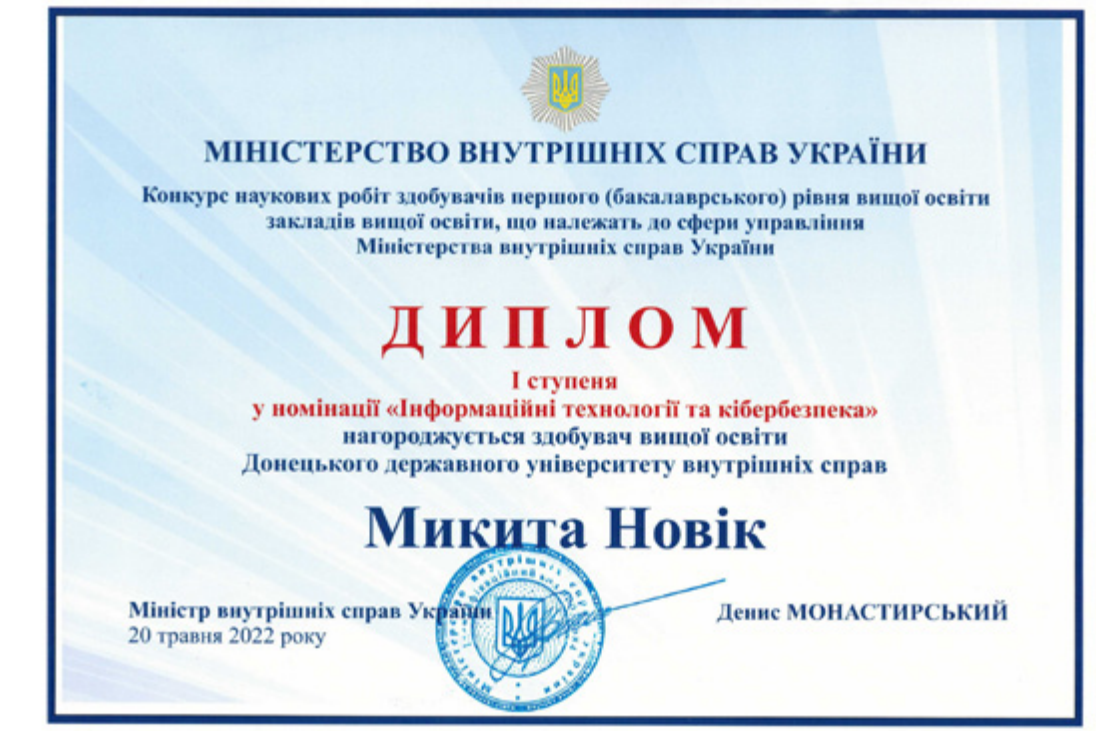 МІНІСТЕРСТВО ВНУТРІШНІХ СПРАВ УКРАЇНИ
Конкурс наукових робіт здобувачів першого (бакалаврського) рівня вищої освіти
закладів вищої освіти, що належать до сфери управління
Міністерства внутрішніх справ України
ДИПЛОМ
І ступеня
у номінації «Інформаційні технології та кібербезпека»
нагороджується здобувач вищої освіти
Донецького державного університету внутрішніх справ
Микита Новік
Міністр внутрішніх справ України
20 травня 2022 року
Денис МОНАСТИРСЬКИЙ